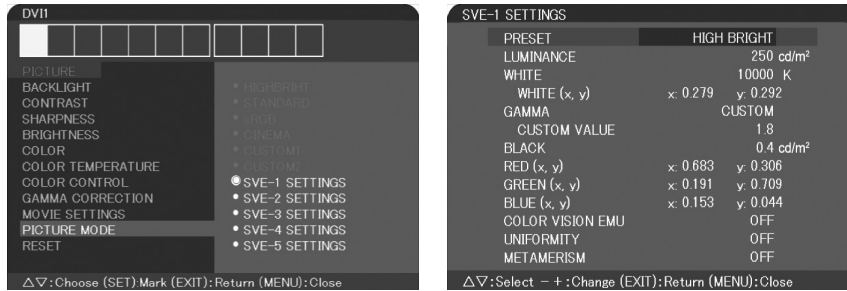 DVI1
PICTURE
BACKLIGHT
CONTRAST
SHARPNESS
BRIGHTNESS
COLOR
COLOR TEMPERATURE
COLOR CONTROL
GAMMA CORRECTION
MOVIE SETTINGS
PICTURE MODE
RESET
• HIGHBRIHT
• STANDARD
• sRGB
• CINEMA
• CUSTOM1
• CUSTOM2
SVE-1 SETTINGS
• SVE-2 SETTINGS
• SVE-3 SETTINGS
• SVE-4 SETTINGS
• SVE-5 SETTINGS
△▽:Choose (SET):Mark (EXIT):Return (MENU):Close
SVE-1 SETTINGS
PRESET HIGH BRIGHT
LUMINANCE 250 cd/m²
WHITE 10000 K
WHITE (x, y) x: 0.279 y: 0.292
GAMMA CUSTOM
CUSTOM VALUE 1.8
BLACK 0.4 cd/m²
RED (x, y) x: 0.683 y: 0.306
GREEN (x, y) x: 0.191 y: 0.709
BLUE (x, y) x: 0.153 y: 0.044
COLOR VISION EMU OFF
UNIFORMITY OFF
METAMERISM OFF
△▽:Select − +:Change (EXIT):Return (MENU):Close